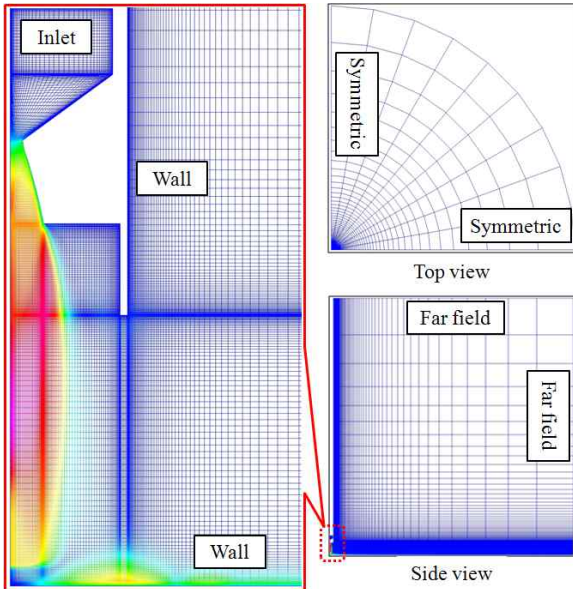 Inlet
Wall
Wall
Symmetric
Symmetric
Top view
Far field
Far field
Side view